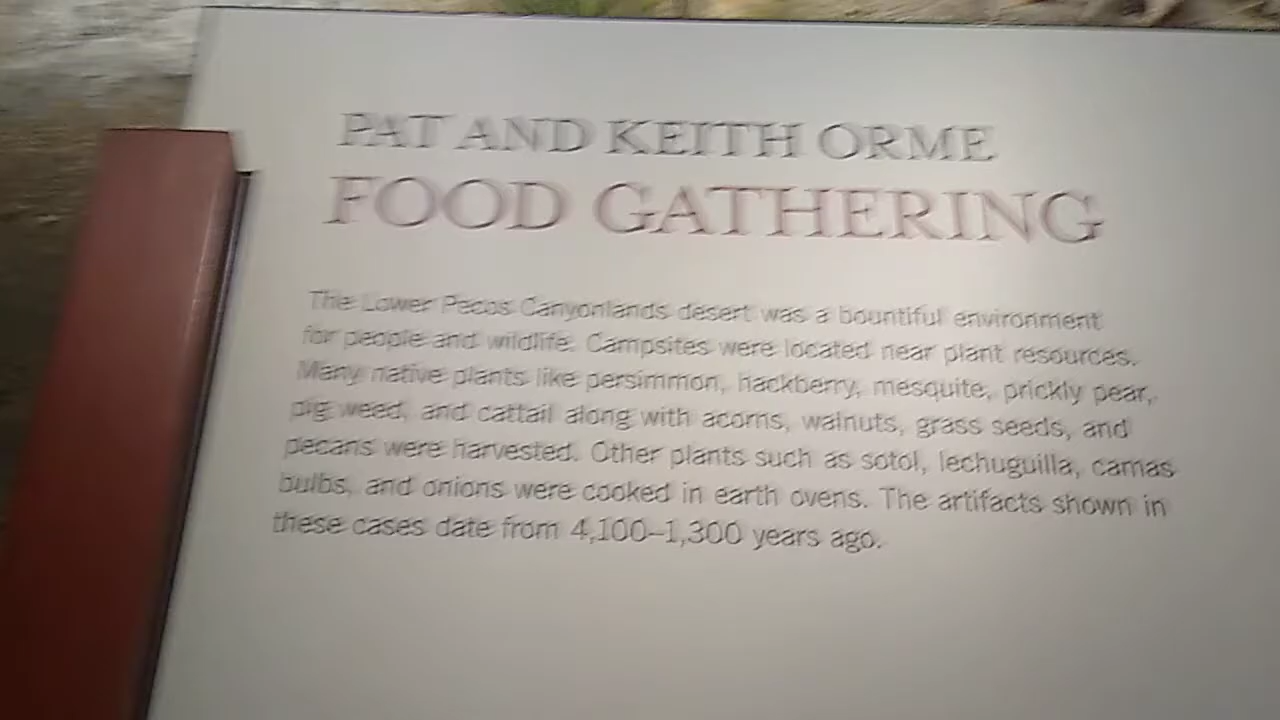 PAT AND KEITH ORME
FOOD GATHERING
The Lower Pecos Canyonlands desert was a bountiful environment
for people and wildlife. Campsites were located near plant resources.
Many native plants like persimmon, hackberry, mesquite, prickly pear,
pig weed, and cattail along with acorns, walnuts, grass seeds, and
pecans were harvested. Other plants such as sotol, lechuguilla, camas
bulbs, and onions were cooked in earth ovens. The artifacts shown in
these cases date from 4,100–1,300 years ago.